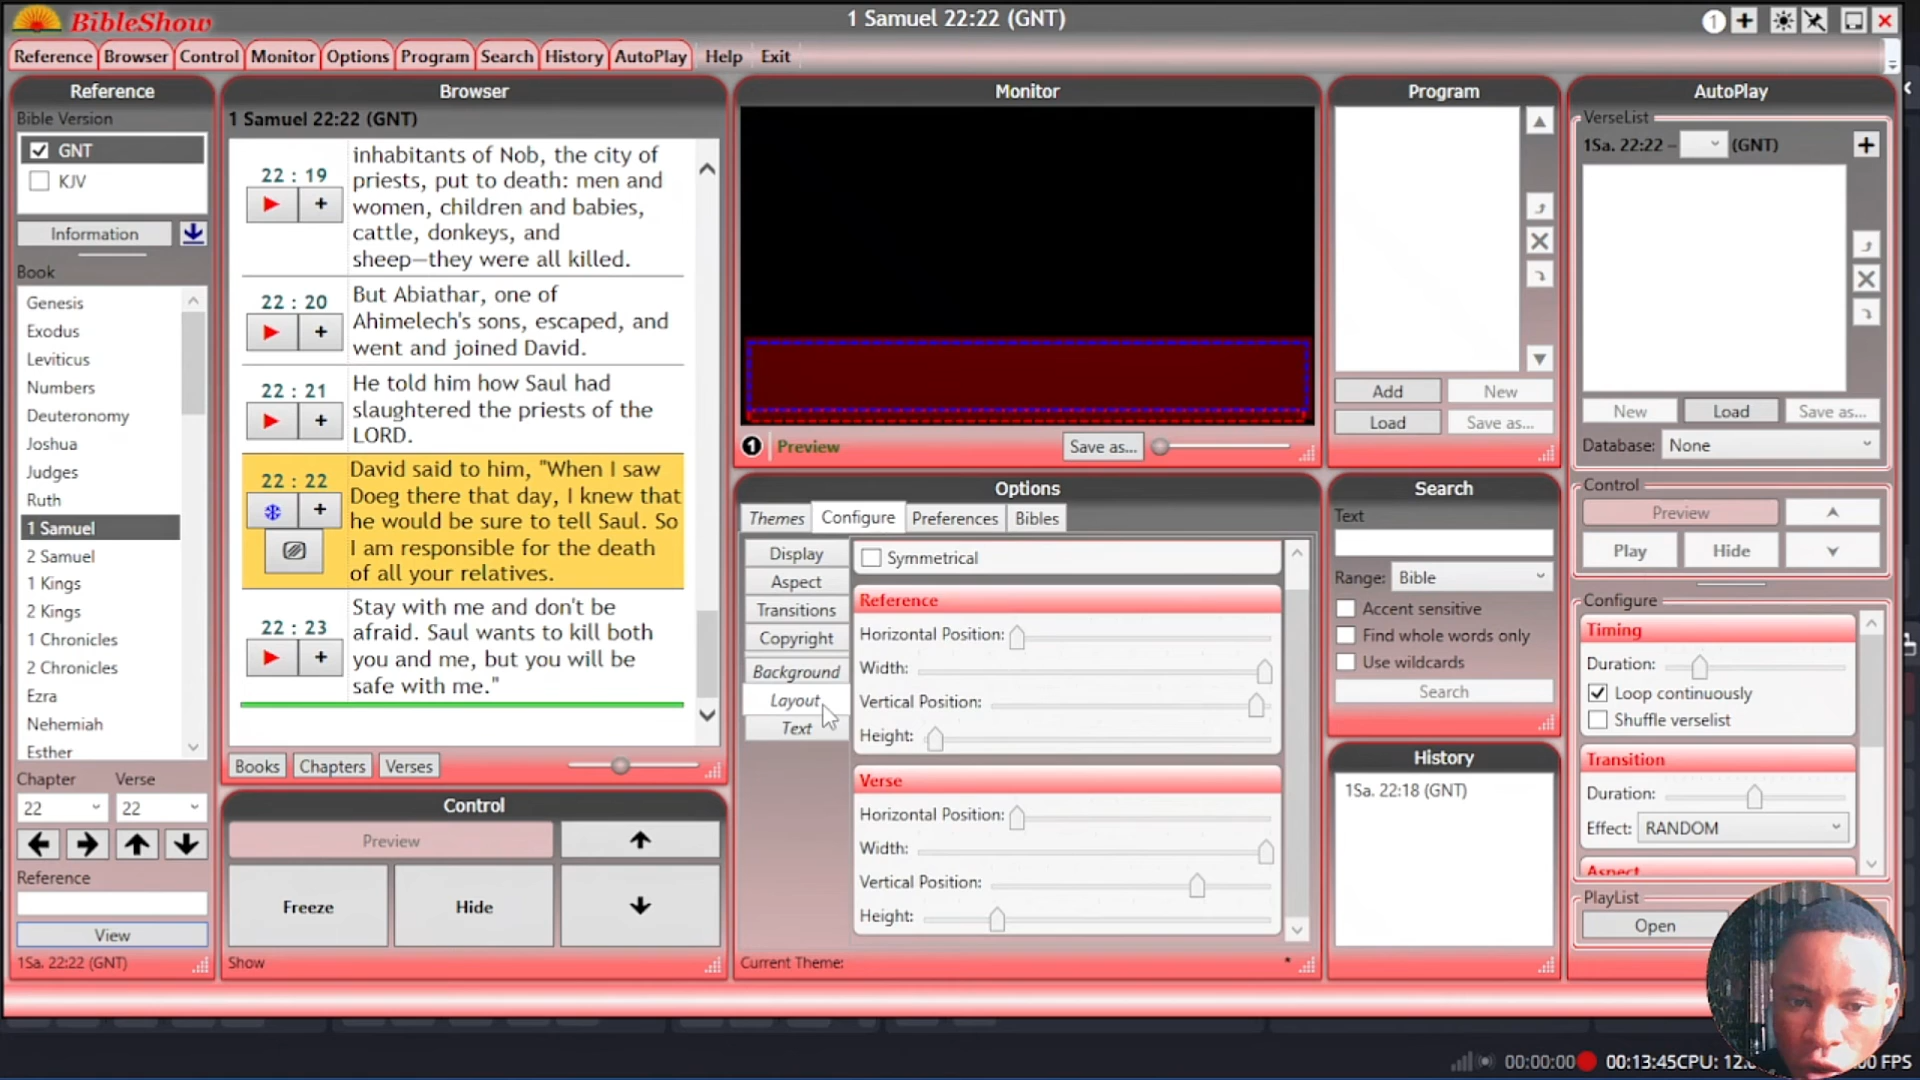 BibleShow
1 Samuel 22:22 (GNT)
1
Reference Browser Control Monitor Options Program Search History AutoPlay Help Exit
Reference
Bible Version
GNT
KJV
Information
Book
Genesis
Exodus
Leviticus
Numbers
Deuteronomy
Joshua
Judges
Ruth
1 Samuel
2 Samuel
1 Kings
2 Kings
1 Chronicles
2 Chronicles
Ezra
Nehemiah
Esther
Chapter Verse
22 22
Reference
View
1Sa. 22:22 (GNT)
Browser
1 Samuel 22:22 (GNT)
22 : 19
inhabitants of Nob, the city of
priests, put to death: men and
women, children and babies,
cattle, donkeys, and
sheep—they were all killed.
22 : 20
But Abiathar, one of
Ahimelech's sons, escaped, and
went and joined David.
22 : 21
He told him how Saul had
slaughtered the priests of the
LORD.
22 : 22
David said to him, "When I saw
Doeg there that day, I knew that
he would be sure to tell Saul. So
I am responsible for the death
of all your relatives.
22 : 23
Stay with me and don't be
afraid. Saul wants to kill both
you and me, but you will be
safe with me."
Books Chapters Verses
Control
Preview
Freeze Hide
Show
Monitor
1 Preview Save as...
Options
Themes Configure Preferences Bibles
Display
Aspect
Transitions
Copyright
Background
Layout
Text
Symmetrical
Reference
Horizontal Position:
Width:
Vertical Position:
Height:
Verse
Horizontal Position:
Width:
Vertical Position:
Height:
Current Theme: *
Program
Add New
Load Save as...
Search
Text
Range: Bible
Accent sensitive
Find whole words only
Use wildcards
Search
History
1Sa. 22:18 (GNT)
AutoPlay
VerseList
1Sa. 22:22 – (GNT)
New Load Save as...
Database: None
Control
Preview
Play Hide
Configure
Timing
Duration:
Loop continuously
Shuffle verselist
Transition
Duration:
Effect: RANDOM
Aspect
PlayList
Open
00:00:00 00:13:45 CPU: 12. 00 FPS